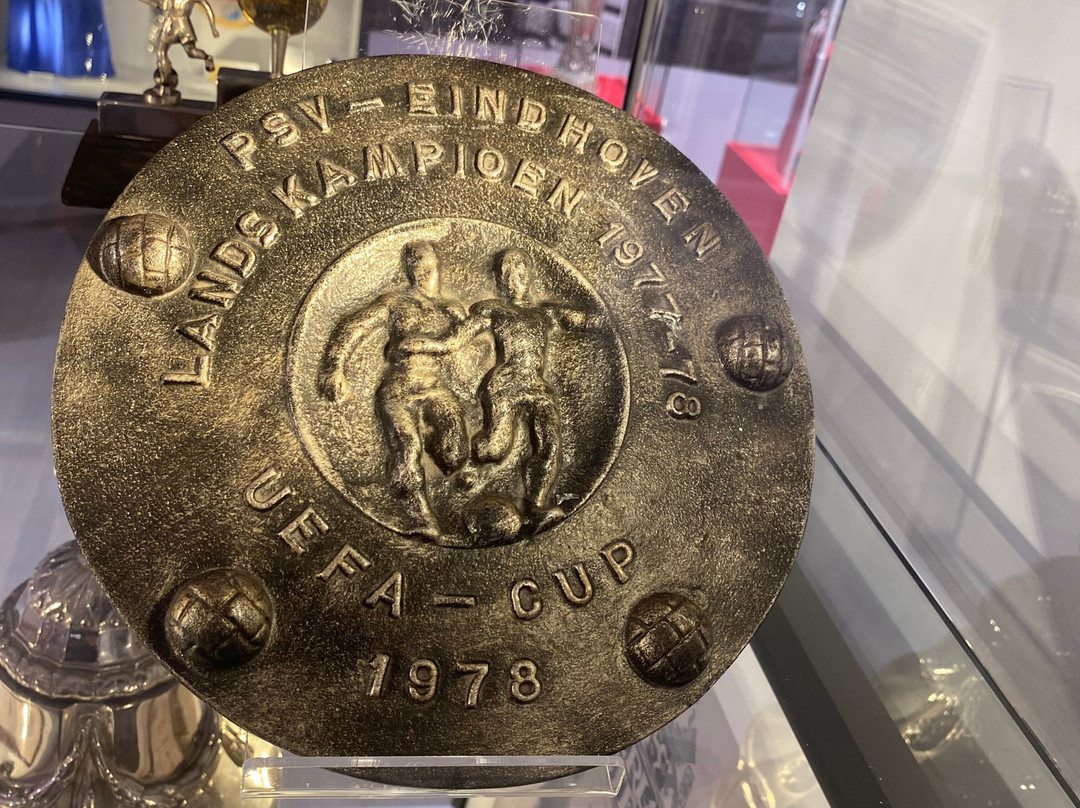 PSV - EINDHOVEN
LANDSKAMPIOEN 1977-78
UEFA - CUP
1978